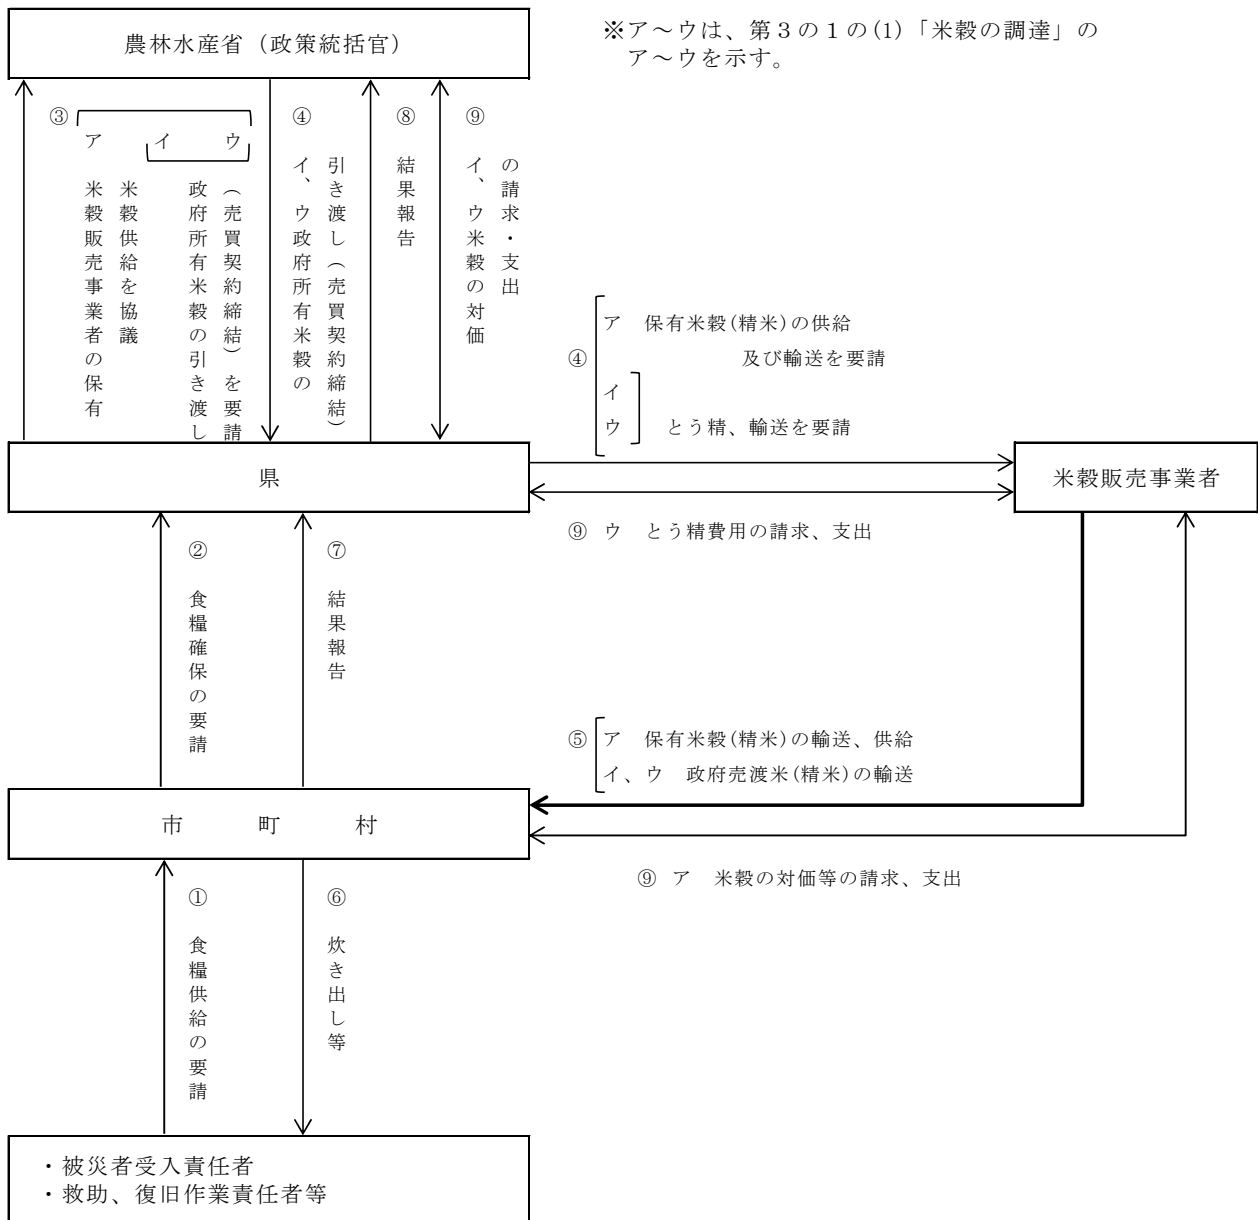 農林水産省（政策統括官）
※ア～ウは、第３の１の(1)「米穀の調達」の
ア～ウを示す。
③
ア
米穀販売事業者の保有
米穀供給を協議
イ　ウ
政府所有米穀の引き渡し
（売買契約締結）を要請
④
イ、ウ政府所有米穀の
引き渡し（売買契約締結）
⑧
結果報告
⑨
イ、ウ米穀の対価
の請求・支出
④
ア　保有米穀(精米)の供給
及び輸送を要請
イ
ウ　とう精、輸送を要請
県
米穀販売事業者
⑨　ウ　とう精費用の請求、支出
②
食糧確保の要請
⑦
結果報告
⑤
ア　保有米穀(精米)の輸送、供給
イ、ウ　政府売渡米(精米)の輸送
市　町　村
⑨　ア　米穀の対価等の請求、支出
①
食糧供給の要請
⑥
炊き出し等
・被災者受入責任者
・救助、復旧作業責任者等